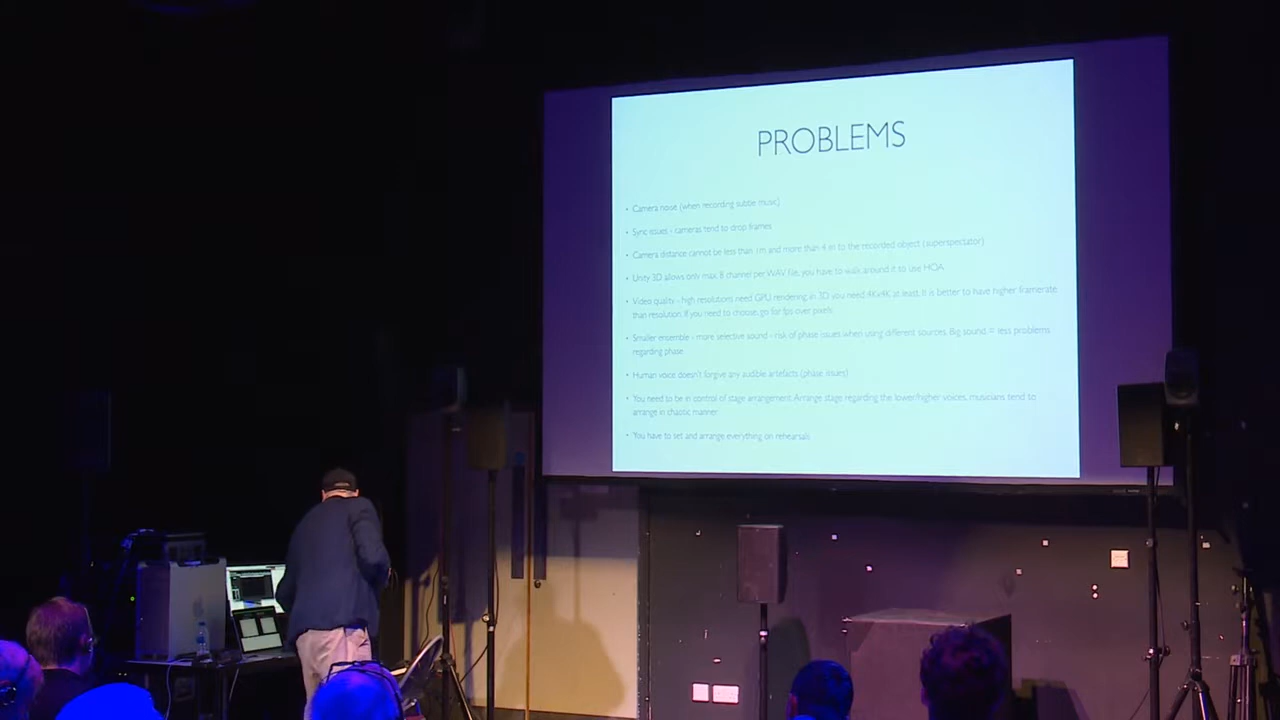 PROBLEMS
• Camera noise (when recording subtle music)
• Sync issues - cameras tend to drop frames
• Camera distance cannot be less than 1m and more than 4 m to the recorded object (superspectator)
• Unity 3D allows only max. 8 channel per WAV file, you have to walk around it to use HOA
• Video quality - high resolutions need GPU rendering in 3D you need 4Kx4K at least. It is better to have higher framerate
than resolution. If you need to choose, go for fps over pixels.
• Smaller ensemble - more selective sound - risk of phase issues when using different sources. Big sound = less problems
regarding phase.
• Human voice doesn't forgive any audible artefacts (phase issues)
• You need to be in control of stage arrangement. Arrange stage regarding the lower/higher voices, musicians tend to
arrange in chaotic manner
• You have to set and arrange everything on rehearsals